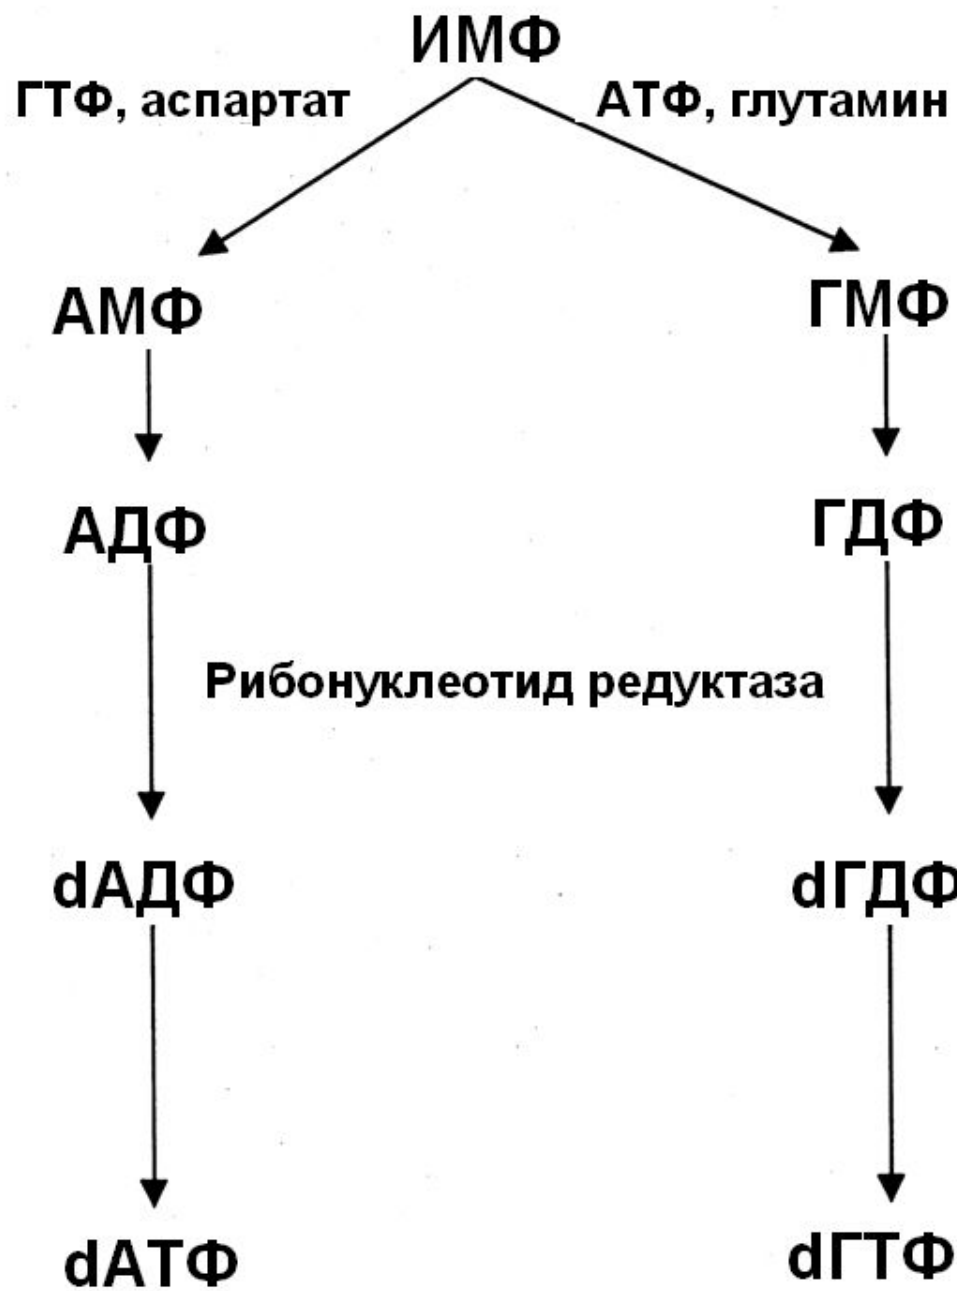 ИМФ
ГТФ, аспартат АТФ, глутамин
АМФ ГМФ
АДФ ГДФ
Рибонуклеотид редуктаза
dАДФ dГДФ
dАТФ dГТФ